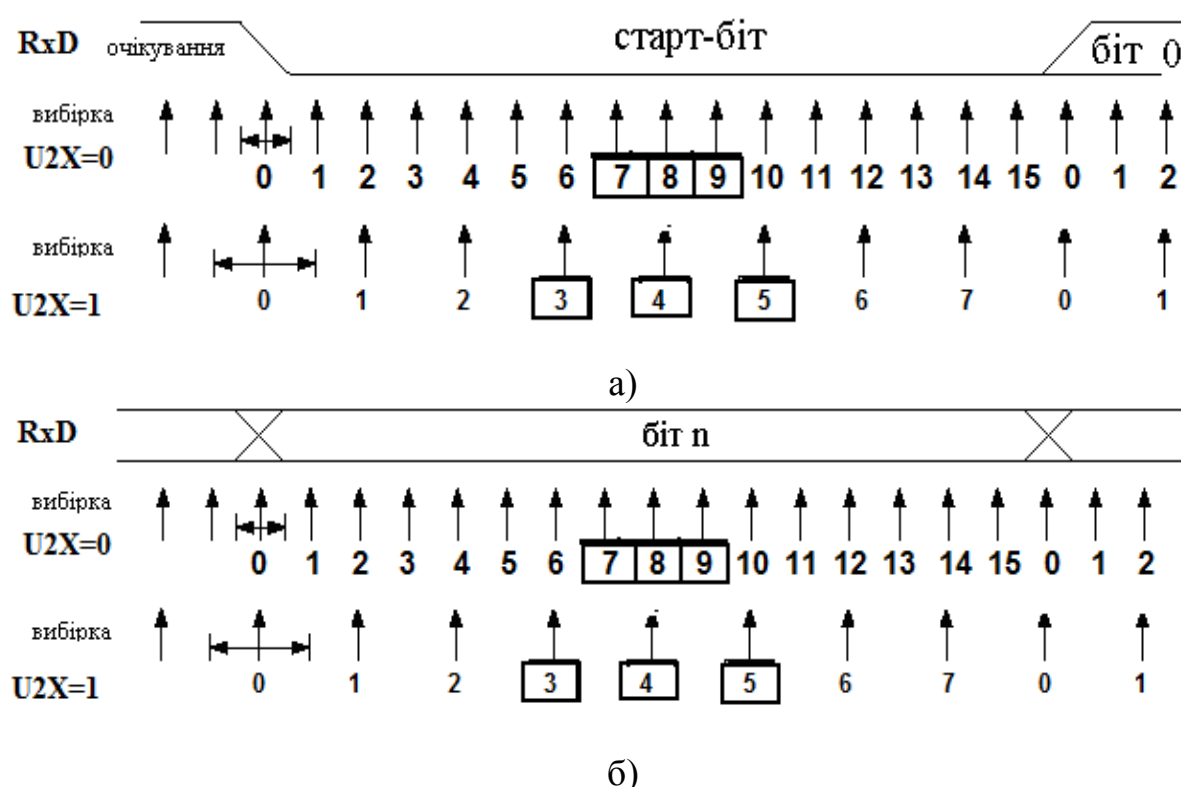 RxD очікування старт-біт біт 0
вибірка
U2X=0
0 1 2 3 4 5 6 7 8 9 10 11 12 13 14 15 0 1 2
вибірка
U2X=1
0 1 2 3 4 5 6 7 0 1
а)
RxD біт n
вибірка
U2X=0
0 1 2 3 4 5 6 7 8 9 10 11 12 13 14 15 0 1 2
вибірка
U2X=1
0 1 2 3 4 5 6 7 0 1
б)